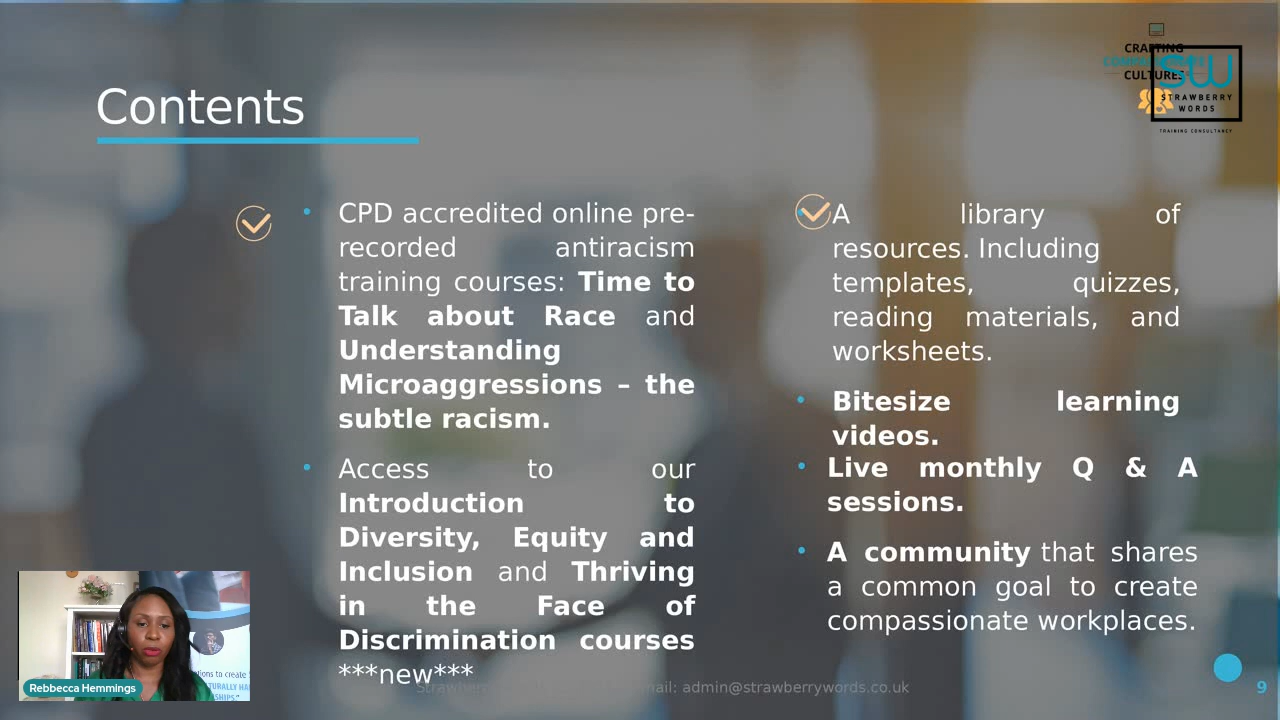 Contents
CRAFTING
CULTURES
SW
STRAWBERRY
WORDS
TRAINING CONSULTANCY
CPD accredited online pre-
recorded antiracism
training courses: Time to
Talk about Race and
Understanding
Microaggressions – the
subtle racism.
Access to our
Introduction to
Diversity, Equity and
Inclusion and Thriving
in the Face of
Discrimination courses
***new***
A library of
resources. Including
templates, quizzes,
reading materials, and
worksheets.
Bitesize learning
videos.
Live monthly Q & A
sessions.
A community that shares
a common goal to create
compassionate workplaces.
Rebbecca Hemmings
email: admin@strawberrywords.co.uk
9